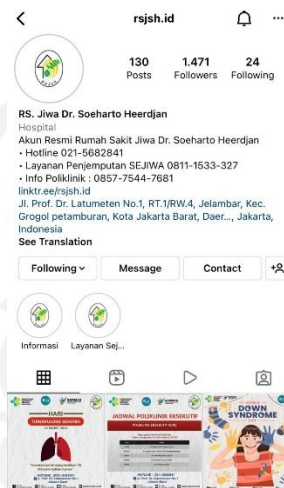 rsjsh.id
130 1.471 24
Posts Followers Following
RS. Jiwa Dr. Soeharto Heerdjan
Hospital
Akun Resmi Rumah Sakit Jiwa Dr. Soeharto Heerdjan
• Hotline 021-5682841
• Layanan Penjemputan SEJIWA 0811-1533-327
• Info Poliklinik : 0857-7544-7681
linktr.ee/rsjsh.id
Jl. Prof. Dr. Latumeten No.1, RT.1/RW.4, Jelambar, Kec.
Grogol petamburan, Kota Jakarta Barat, Daer..., Jakarta,
Indonesia
See Translation
Following Message Contact
Informasi Layanan Sej...
HARI
TUBERKULOSIS SEDUNIA
JADWAL POLIKLINIK EKSEKUTIF
DOWN
SYNDROME